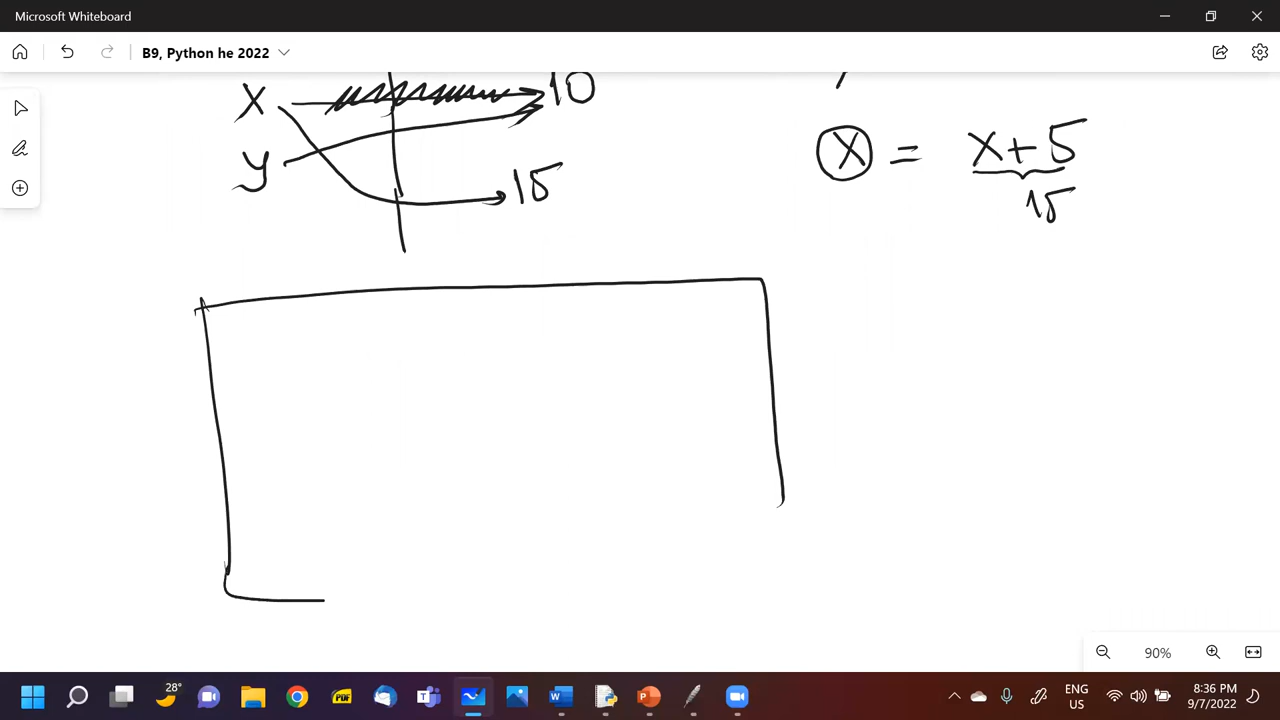 Microsoft Whiteboard
B9, Python he 2022
x 10
y
15
x = x + 5
15
90%
28°
PDF
ENG
US
8:36 PM
9/7/2022